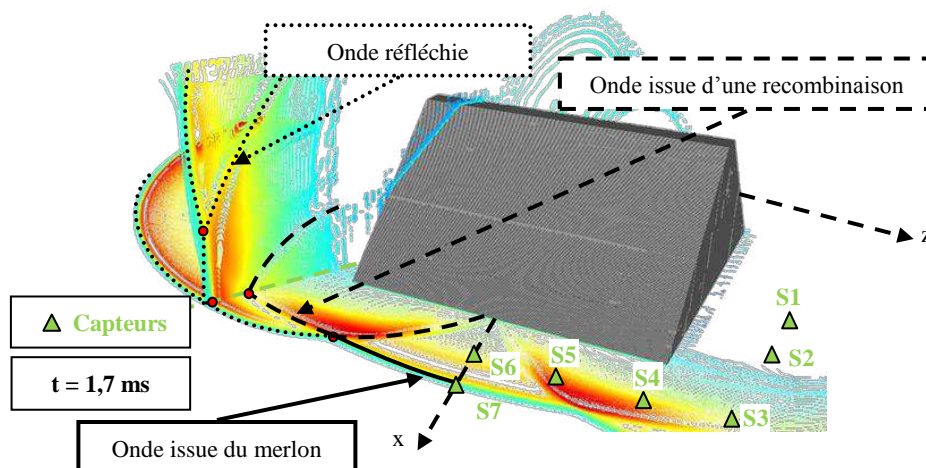 Onde réfléchie
Onde issue d'une recombinaison
z
S1
Capteurs
S2
S6
S5
S4
t = 1,7 ms
S7
S3
x
Onde issue du merlon